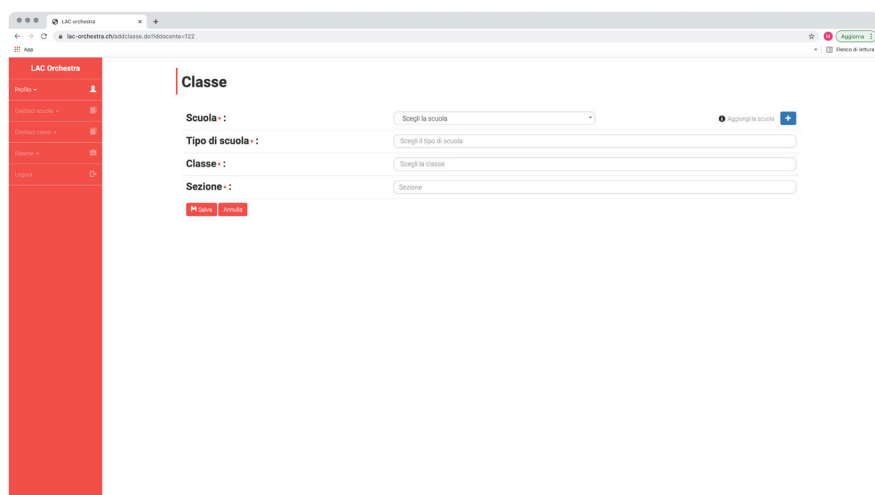 LAC orchestra × +
lac-orchestra.ch/addclasse.do?iddocente=122
M Aggiorna
App » Elenco di lettura
LAC Orchestra
Profilo
Gestisci scuole
Gestisci classi
Risorse
Logout
Classe
Scuola * : Scegli la scuola Aggiungi la scuola +
Tipo di scuola * : Scegli il tipo di scuola
Classe * : Scegli la classe
Sezione * : Sezione
Salva Annulla